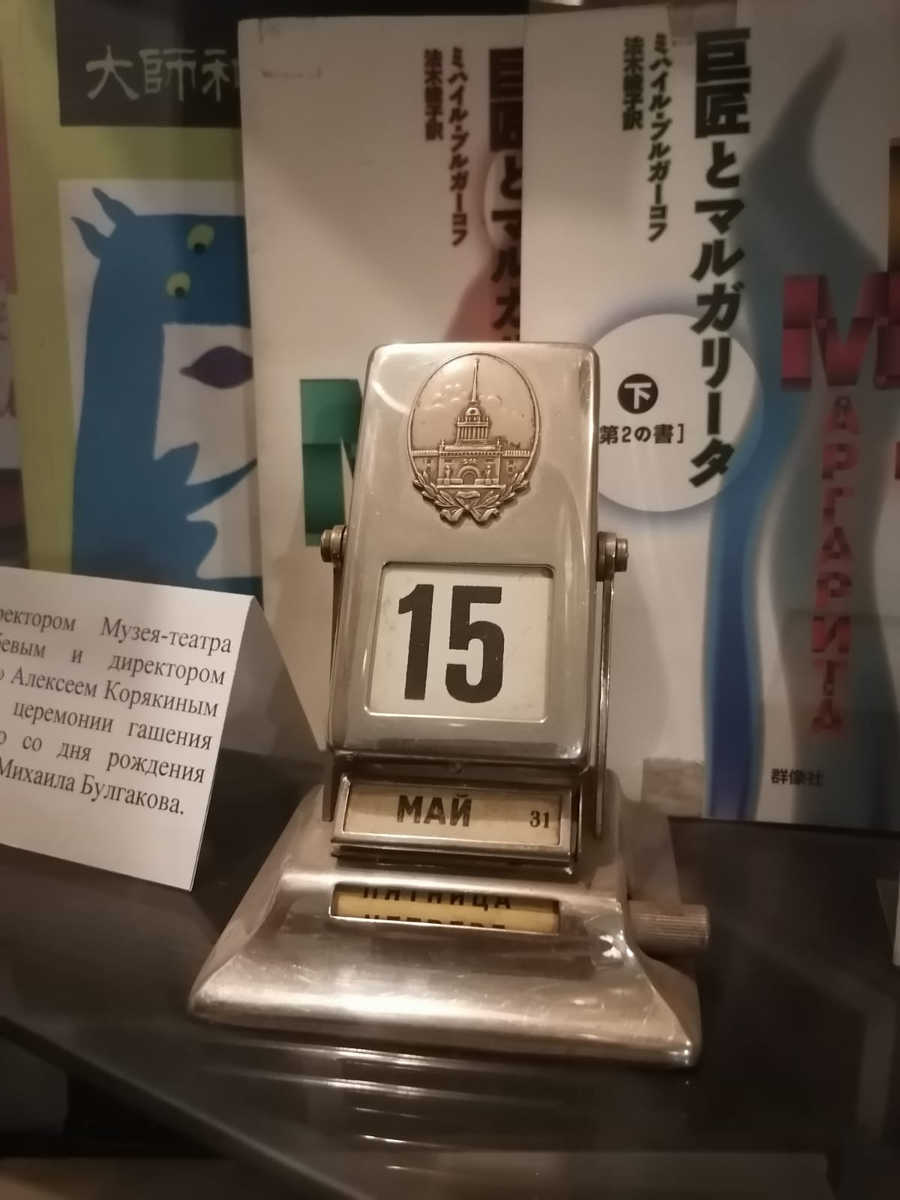 大師和
ミハイル・ブルガーコフ
法木綾子訳
巨匠とマルガ
ミハイル・ブルガーコフ
法木綾子訳
巨匠とマルガリータ
下
第2の書]
М
АРГАРИТА
群像社
15
МАЙ 31
ПЯТНИЦА
ЧЕТВЕРГ
Музея-театра
и директором
Алексеем Корякиным
церемонии гашения
со дня рождения
Михаила Булгакова.